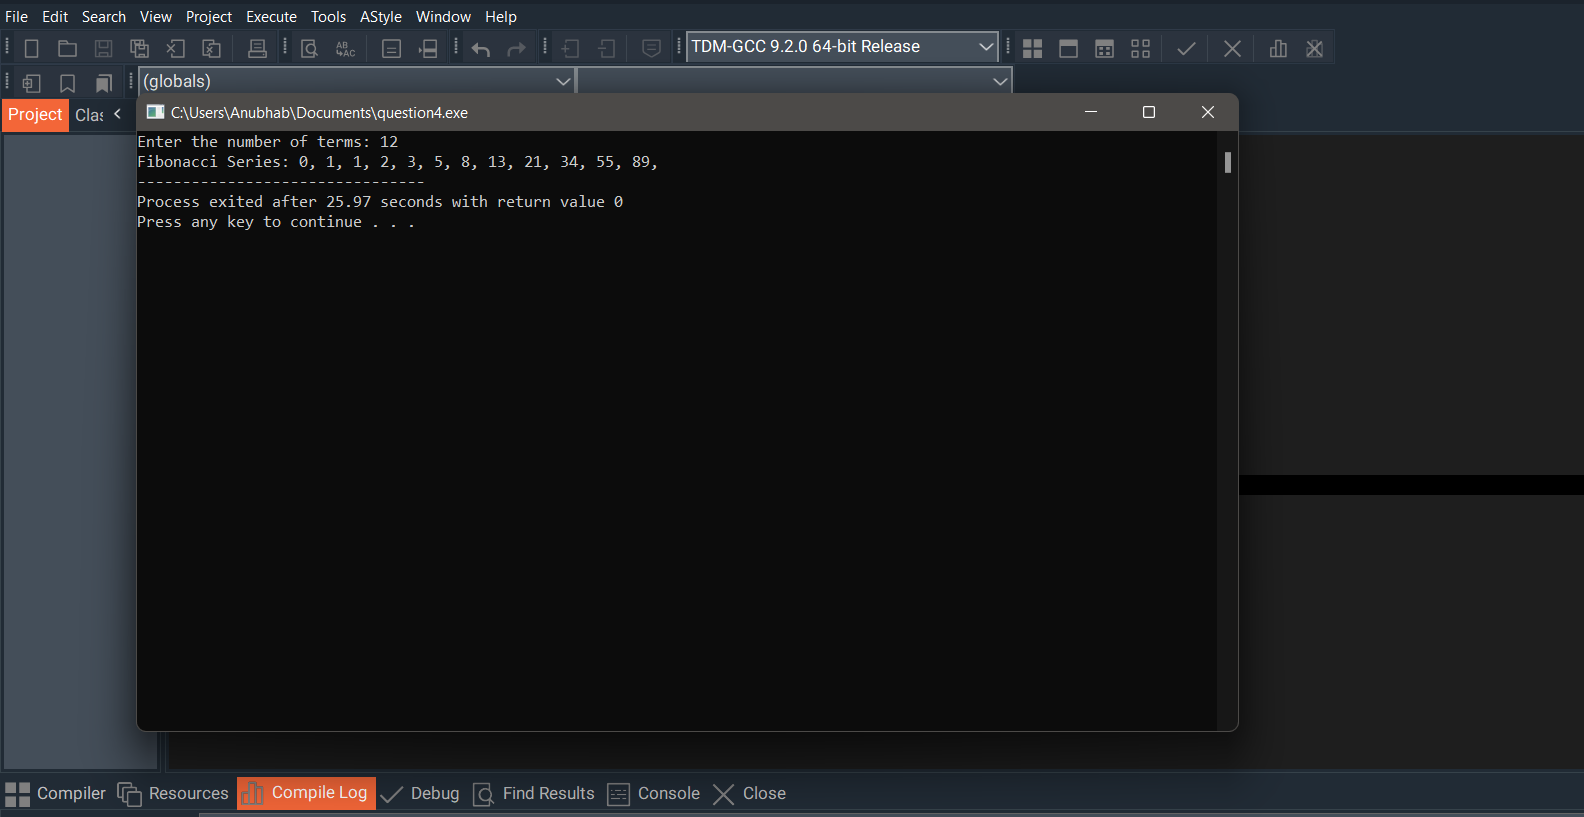 File Edit Search View Project Execute Tools AStyle Window Help
TDM-GCC 9.2.0 64-bit Release
(globals)
Project Clas
C:\Users\Anubhab\Documents\question4.exe
Enter the number of terms: 12
Fibonacci Series: 0, 1, 1, 2, 3, 5, 8, 13, 21, 34, 55, 89,
--------------------------------
Process exited after 25.97 seconds with return value 0
Press any key to continue . . .
Compiler Resources Compile Log Debug Find Results Console Close